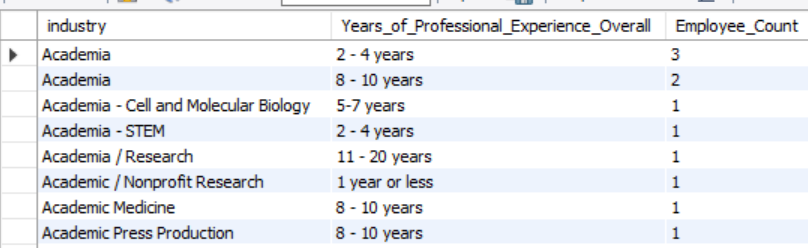 industry Years_of_Professional_Experience_Overall Employee_Count
Academia 2 - 4 years 3
Academia 8 - 10 years 2
Academia - Cell and Molecular Biology 5-7 years 1
Academia - STEM 2 - 4 years 1
Academia / Research 11 - 20 years 1
Academic / Nonprofit Research 1 year or less 1
Academic Medicine 8 - 10 years 1
Academic Press Production 8 - 10 years 1